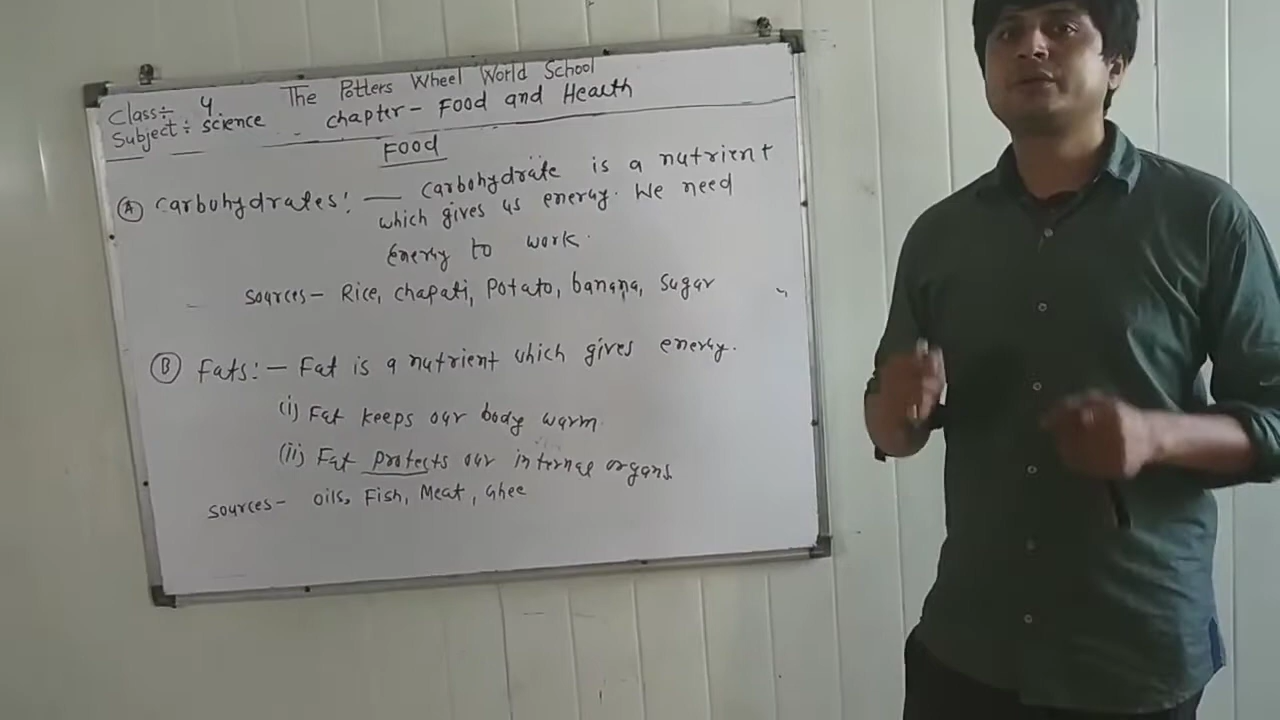 The Potters Wheel World School
Class÷ 4
Subject÷ science
chapter- Food and Health
Food
(A) Carbohydrates:- Carbohydrate is a nutrient
which gives us energy. We need
Energy to work.
sources- Rice, chapati, potato, banana, sugar
(B) Fats:- Fat is a nutrient which gives energy.
(i) Fat keeps our body warm.
(ii) Fat protects our internal organs.
sources- oils, Fish, Meat, Ghee